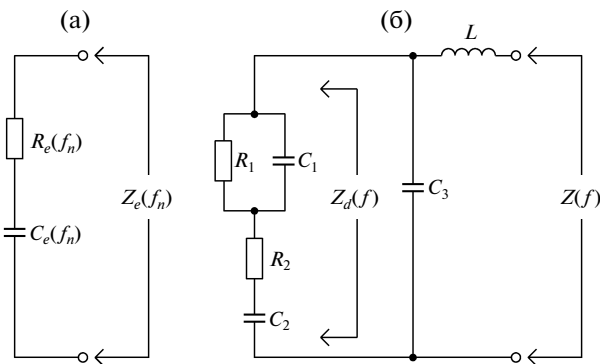 (а)
(б)
L
R_e(f_n)
R_1
C_1
Z_e(f_n)
Z_d(f)
C_3
Z(f)
C_e(f_n)
R_2
C_2